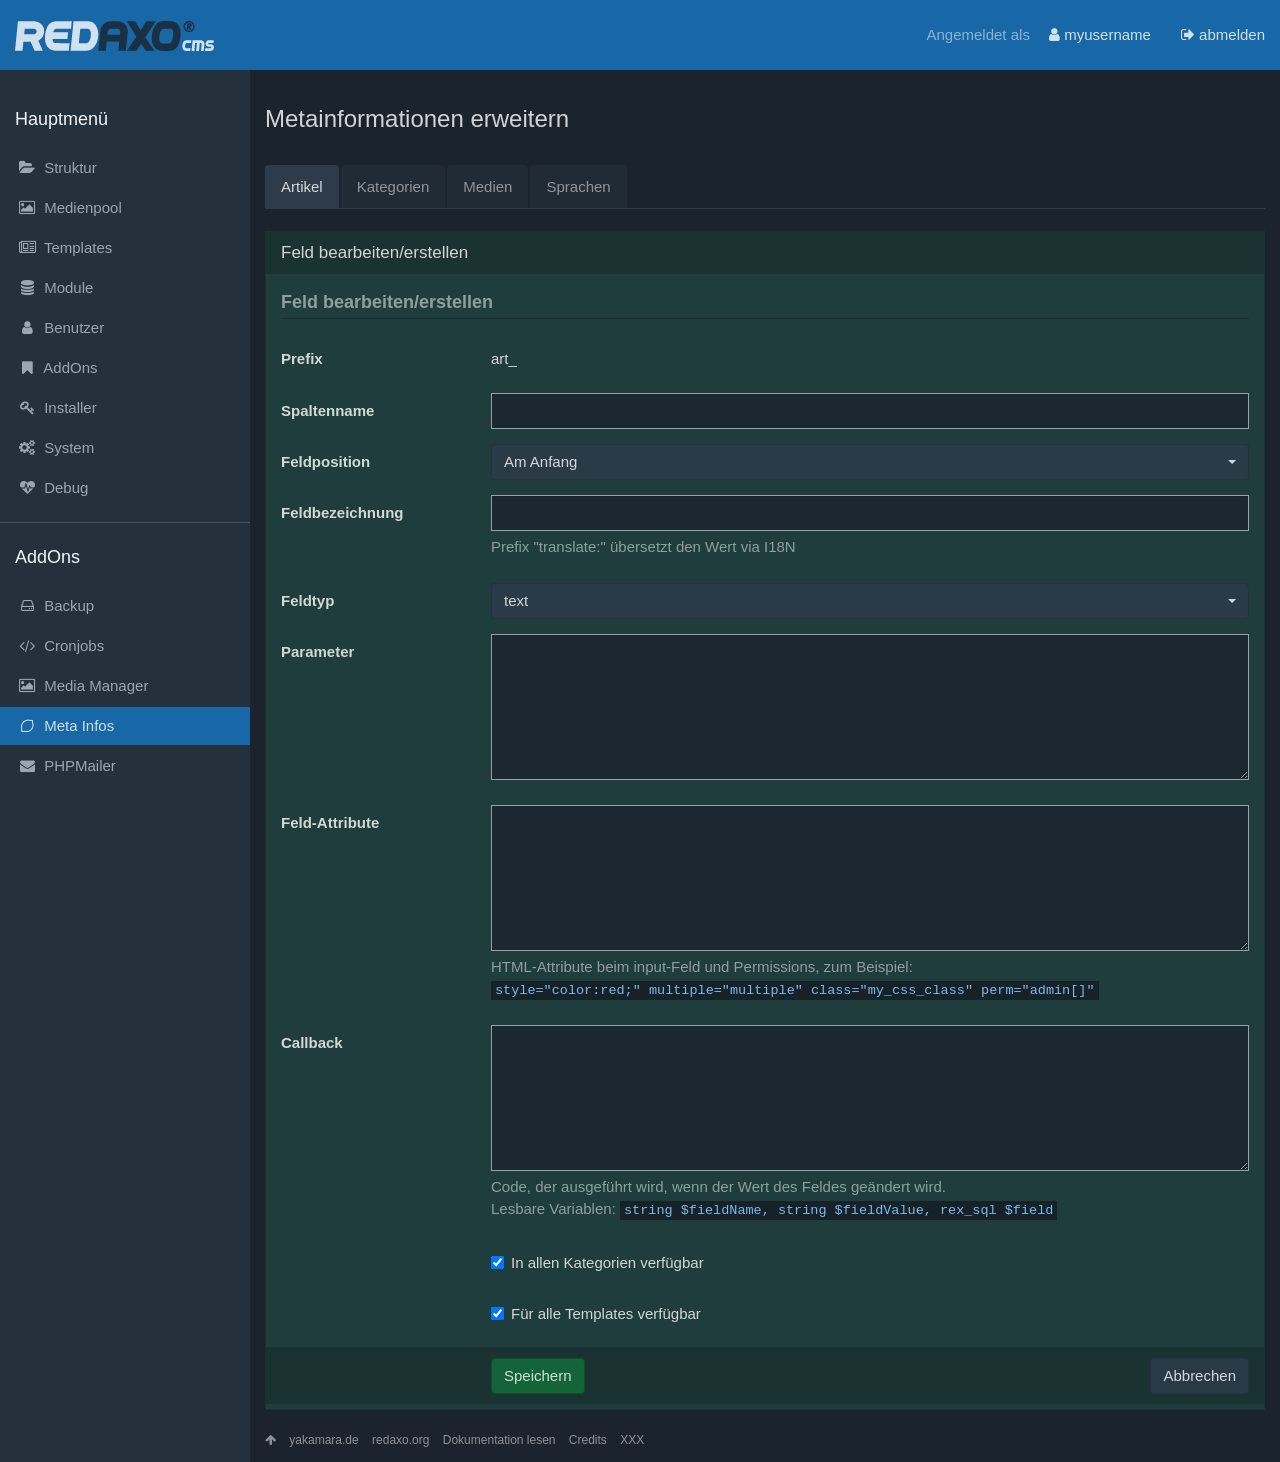 REDAXO® cms
Angemeldet als myusername abmelden
Hauptmenü
Struktur
Medienpool
Templates
Module
Benutzer
AddOns
Installer
System
Debug
AddOns
Backup
Cronjobs
Media Manager
Meta Infos
PHPMailer
Metainformationen erweitern
Artikel Kategorien Medien Sprachen
Feld bearbeiten/erstellen
Feld bearbeiten/erstellen
Prefix art_
Spaltenname
Feldposition Am Anfang
Feldbezeichnung
Prefix "translate:" übersetzt den Wert via I18N
Feldtyp text
Parameter
Feld-Attribute
HTML-Attribute beim input-Feld und Permissions, zum Beispiel:
style="color:red;" multiple="multiple" class="my_css_class" perm="admin[]"
Callback
Code, der ausgeführt wird, wenn der Wert des Feldes geändert wird.
Lesbare Variablen: string $fieldName, string $fieldValue, rex_sql $field
In allen Kategorien verfügbar
Für alle Templates verfügbar
Speichern Abbrechen
yakamara.de redaxo.org Dokumentation lesen Credits XXX